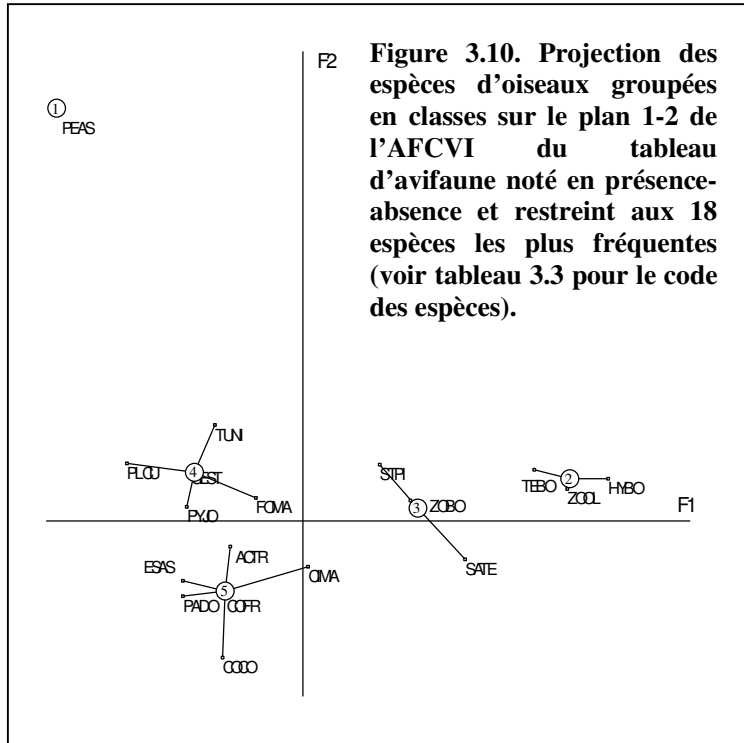 F2
Figure 3.10. Projection des
espèces d'oiseaux groupées
en classes sur le plan 1-2 de
l'AFCVI du tableau
d'avifaune noté en présence-
absence et restreint aux 18
espèces les plus fréquentes
(voir tableau 3.3 pour le code
des espèces).
1
PEAS
TUNI
PLCU
4
STPI
TEBO
2
HYBO
ZOOL
FOMA
PYJO
3
ZOBO
F1
ACTR
SATE
ESAS
CIMA
5
PADO
COFR
COCO